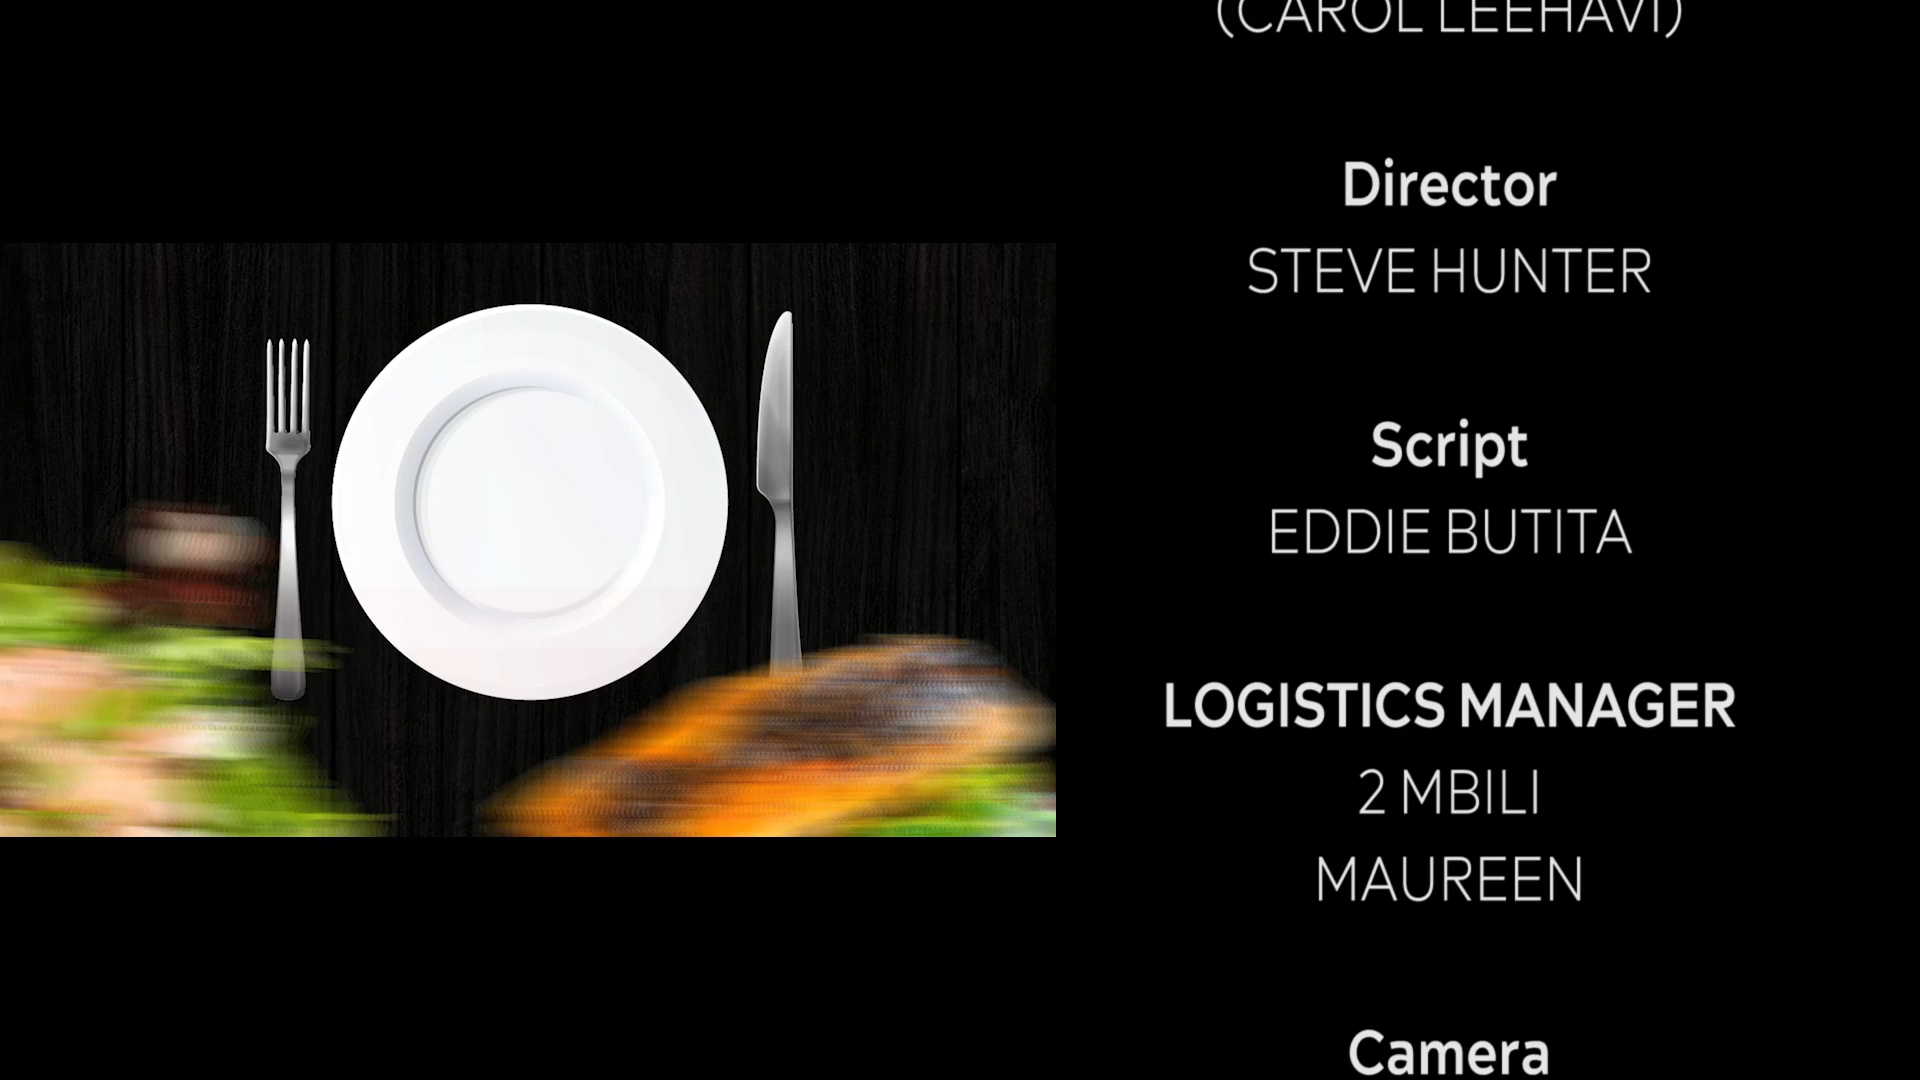 (CAROL LEEHAVI)
Director
STEVE HUNTER
Script
EDDIE BUTITA
LOGISTICS MANAGER
2 MBILI
MAUREEN
Camera